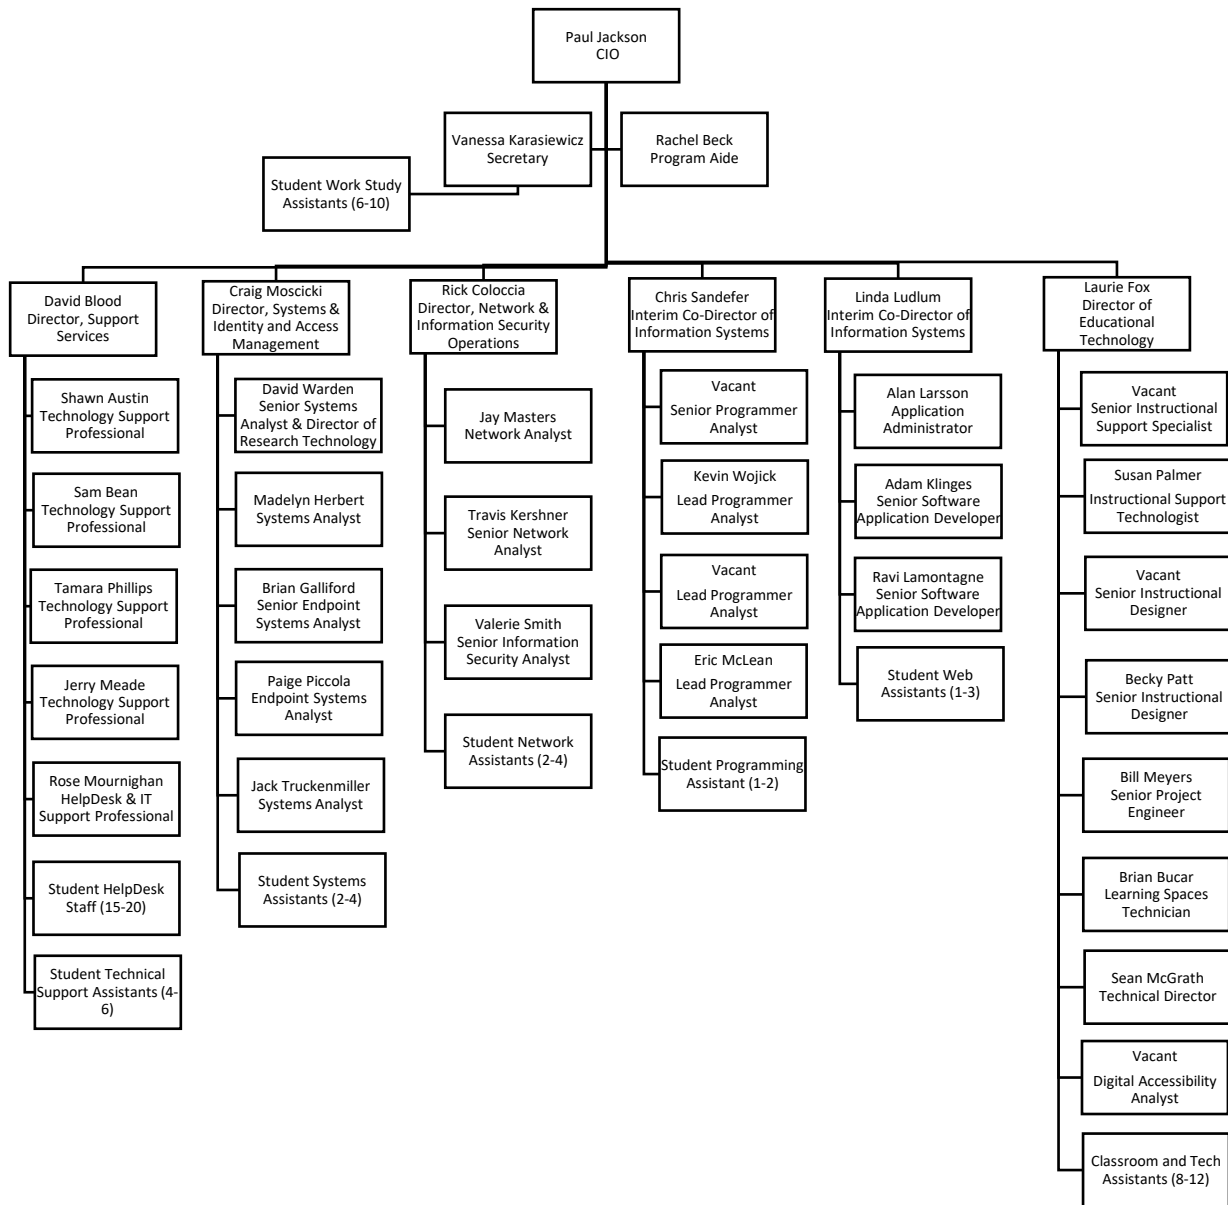 Paul Jackson
CIO
Vanessa Karasiewicz
Secretary
Rachel Beck
Program Aide
Student Work Study
Assistants (6-10)
David Blood
Director, Support
Services
Shawn Austin
Technology Support
Professional
Sam Bean
Technology Support
Professional
Tamara Phillips
Technology Support
Professional
Jerry Meade
Technology Support
Professional
Rose Mournighan
HelpDesk & IT
Support Professional
Student HelpDesk
Staff (15-20)
Student Technical
Support Assistants (4-
6)
Craig Moscicki
Director, Systems &
Identity and Access
Management
David Warden
Senior Systems
Analyst & Director of
Research Technology
Madelyn Herbert
Systems Analyst
Brian Galliford
Senior Endpoint
Systems Analyst
Paige Piccola
Endpoint Systems
Analyst
Jack Truckenmiller
Systems Analyst
Student Systems
Assistants (2-4)
Rick Coloccia
Director, Network &
Information Security
Operations
Jay Masters
Network Analyst
Travis Kershner
Senior Network
Analyst
Valerie Smith
Senior Information
Security Analyst
Student Network
Assistants (2-4)
Chris Sandefer
Interim Co-Director of
Information Systems
Vacant
Senior Programmer
Analyst
Kevin Wojick
Lead Programmer
Analyst
Vacant
Lead Programmer
Analyst
Eric McLean
Lead Programmer
Analyst
Student Programming
Assistant (1-2)
Linda Ludlum
Interim Co-Director of
Information Systems
Alan Larsson
Application
Administrator
Adam Klinges
Senior Software
Application Developer
Ravi Lamontagne
Senior Software
Application Developer
Student Web
Assistants (1-3)
Laurie Fox
Director of
Educational
Technology
Vacant
Senior Instructional
Support Specialist
Susan Palmer
Instructional Support
Technologist
Vacant
Senior Instructional
Designer
Becky Patt
Senior Instructional
Designer
Bill Meyers
Senior Project
Engineer
Brian Bucar
Learning Spaces
Technician
Sean McGrath
Technical Director
Vacant
Digital Accessibility
Analyst
Classroom and Tech
Assistants (8-12)